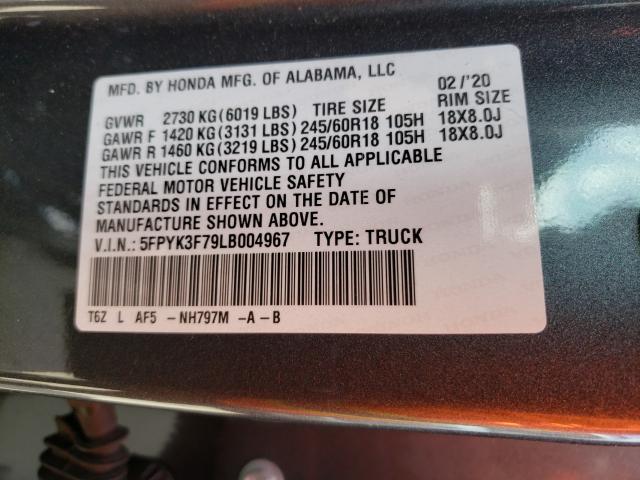 MFD. BY HONDA MFG. OF ALABAMA, LLC 02/'20
GVWR 2730 KG (6019 LBS) TIRE SIZE RIM SIZE
GAWR F 1420 KG (3131 LBS) 245/60R18 105H 18X8.0J
GAWR R 1460 KG (3219 LBS) 245/60R18 105H 18X8.0J
THIS VEHICLE CONFORMS TO ALL APPLICABLE
FEDERAL MOTOR VEHICLE SAFETY
STANDARDS IN EFFECT ON THE DATE OF
MANUFACTURE SHOWN ABOVE.
V.I.N.: 5FPYK3F79LB004967 TYPE: TRUCK
T6Z L AF5 -NH797M -A-B